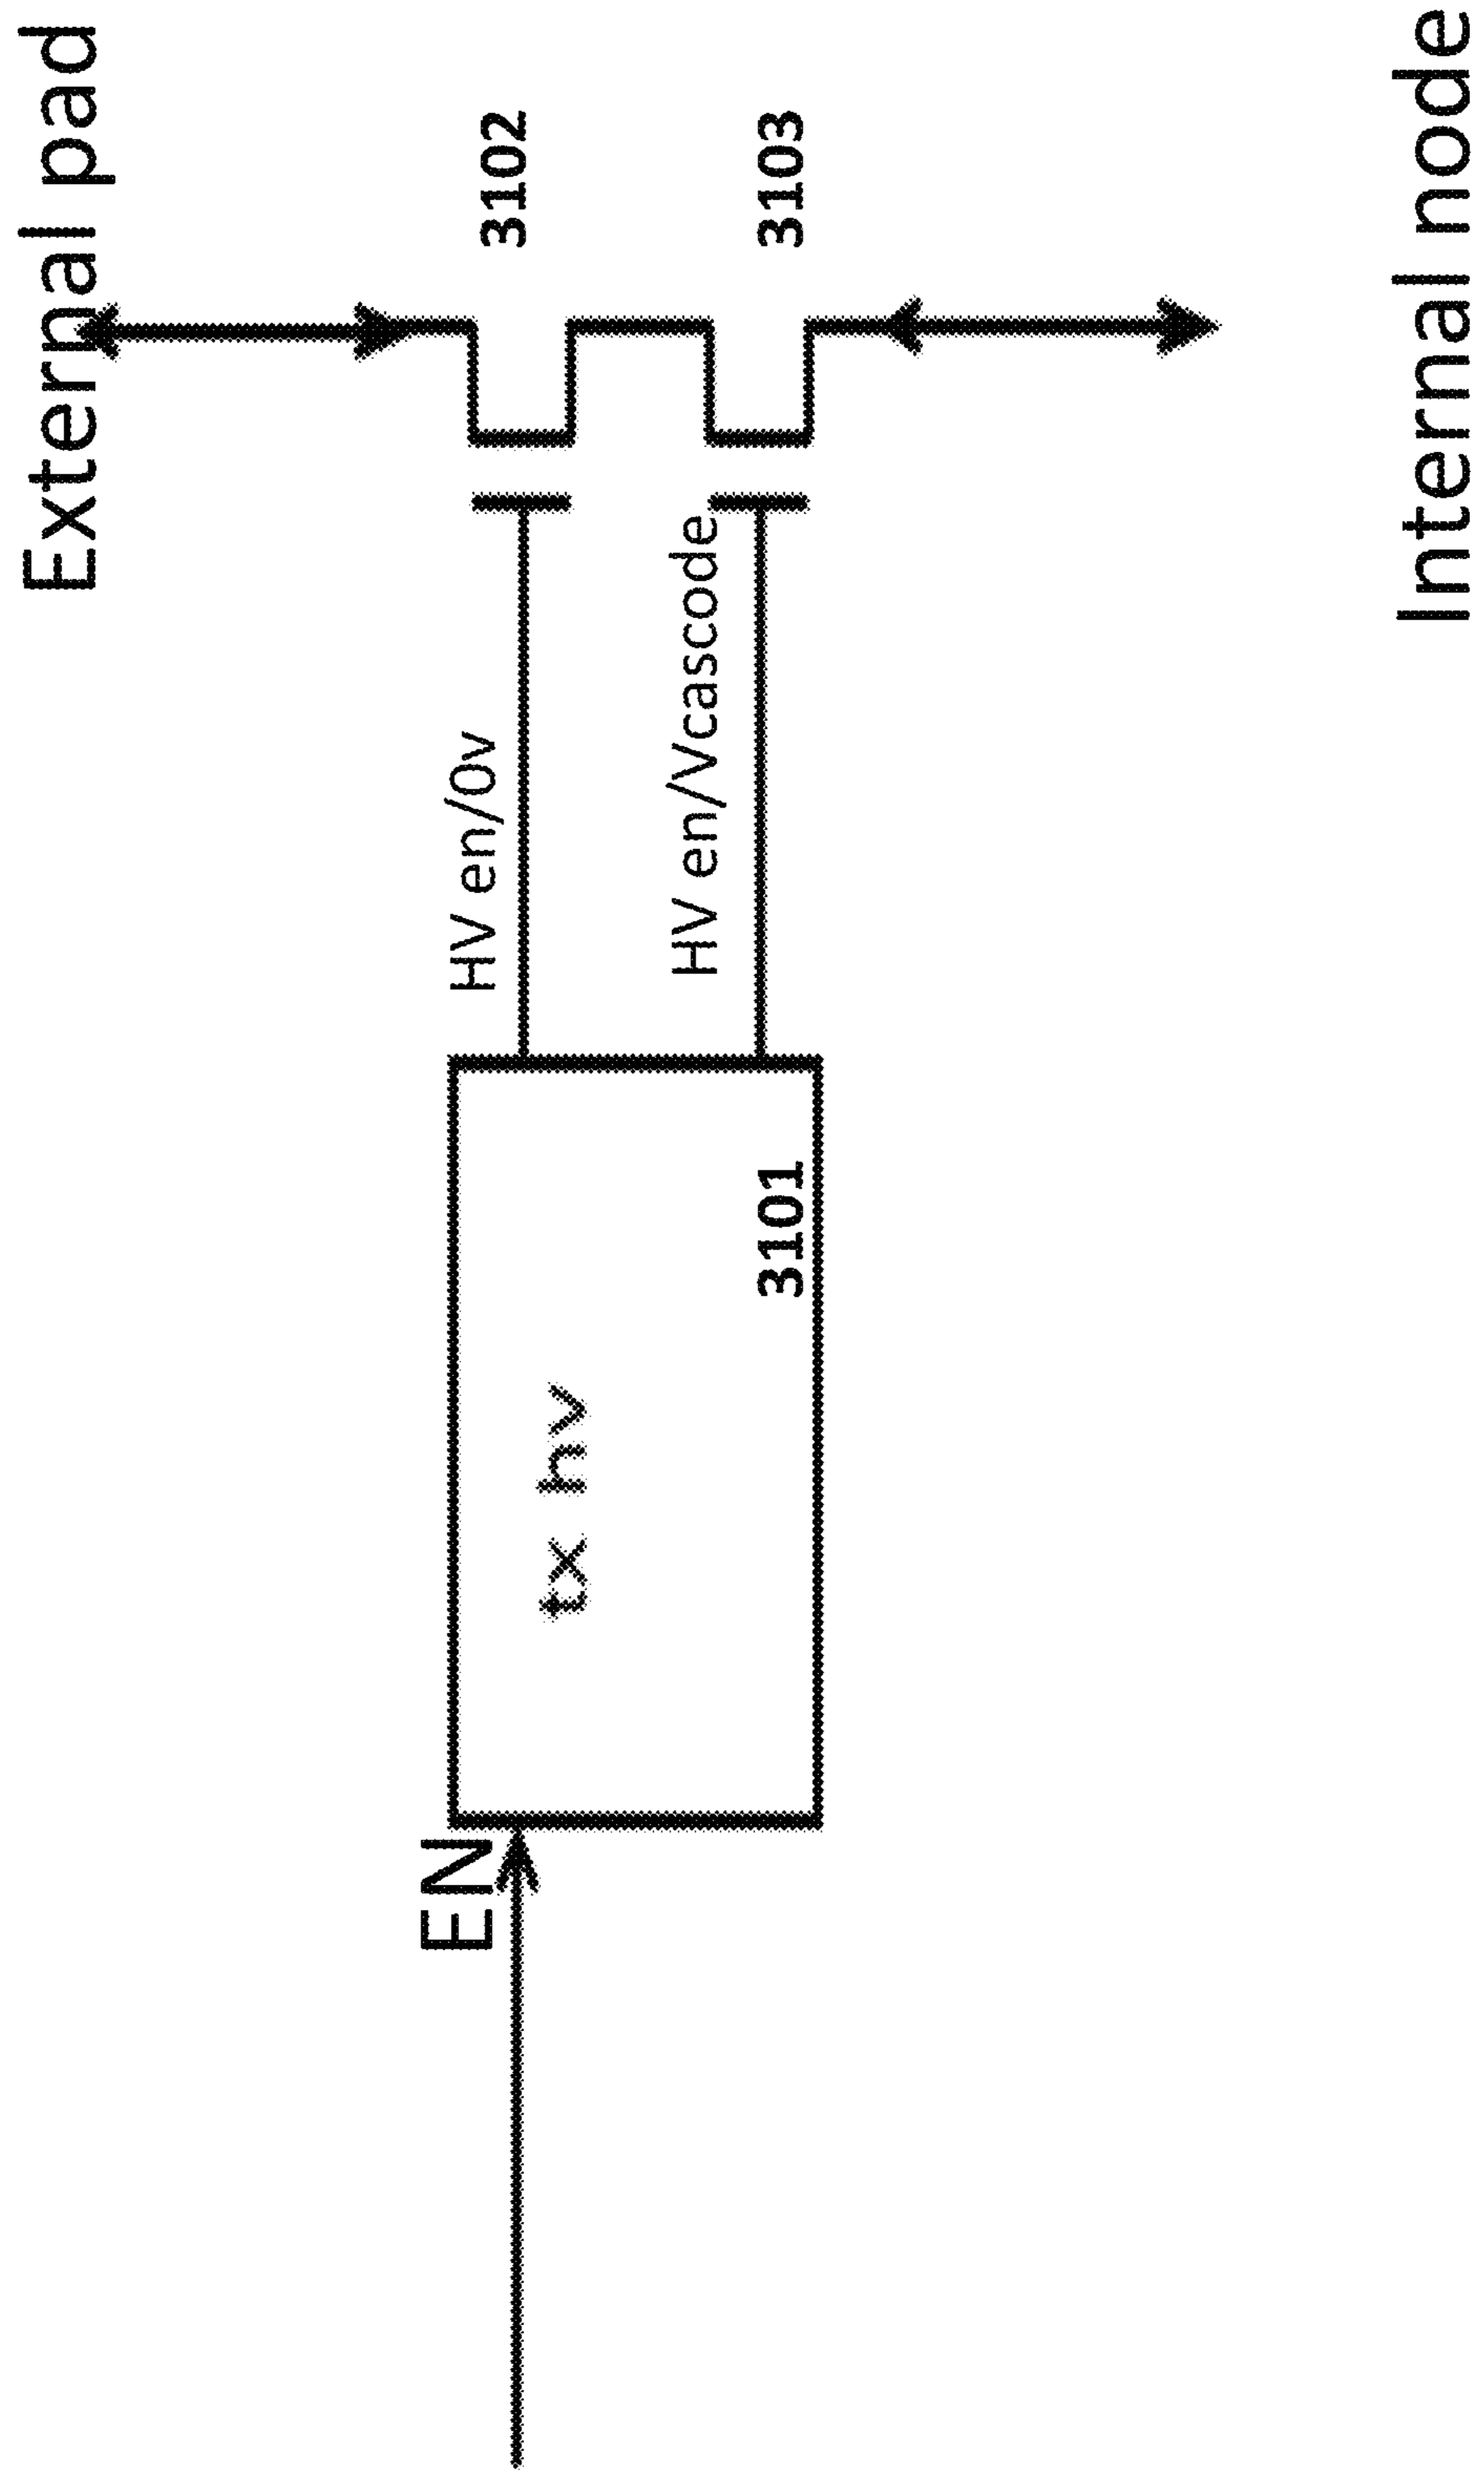 External pad
3102
HV en/0v
3103
HV en/Vcascode
EN
tx hv
3101
Internal node